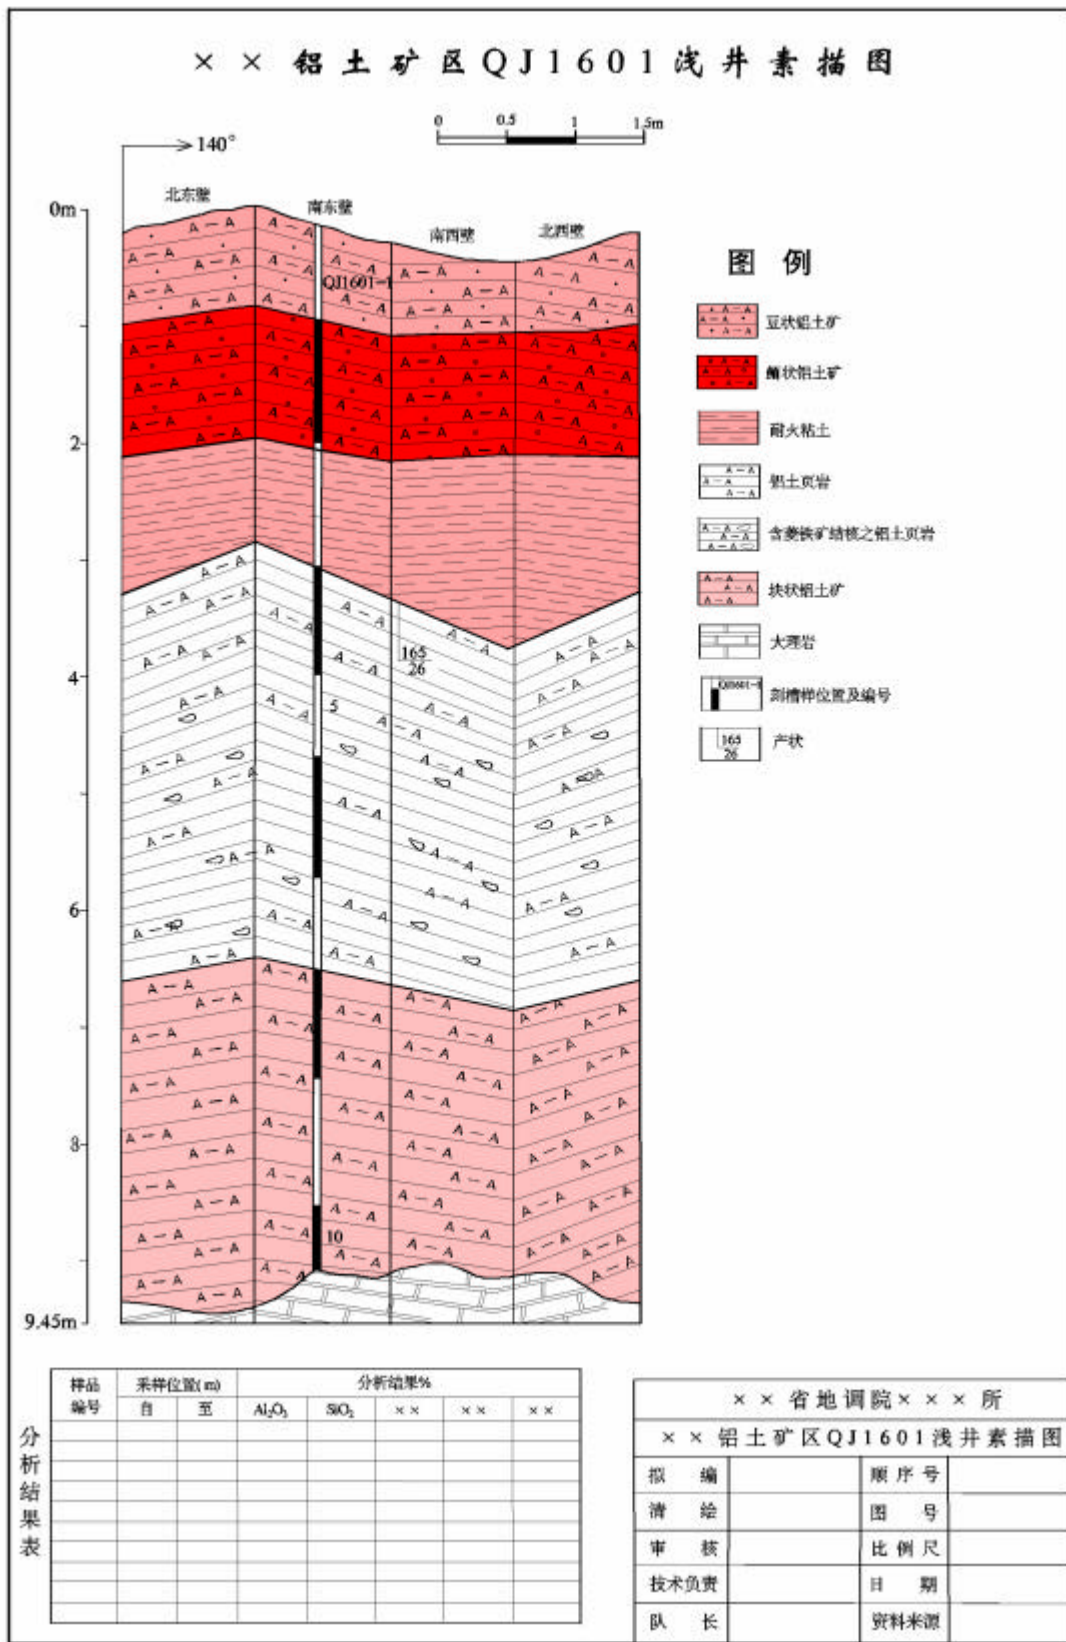 × × 铝土矿区QJ1601浅井素描图
0 0.5 1 1.5m
140°
北东壁 南东壁 南西壁 北西壁
0m
QJ1601-1
2
4
165
26
5
6
8
10
9.45m
图例
豆状铝土矿
鲕状铝土矿
耐火粘土
铝土页岩
含菱铁矿结核之铝土页岩
块状铝土矿
大理岩
QJ1601-1 刻槽样位置及编号
165
26
产状
分析结果表
样品编号 采样位置(m) 分析结果%
自 至 Al₂O₃ SiO₂ ×× ×× ××
××省地调院×××所
××铝土矿区QJ1601浅井素描图
拟编 顺序号
清绘 图号
审核 比例尺
技术负责 日期
队长 资料来源